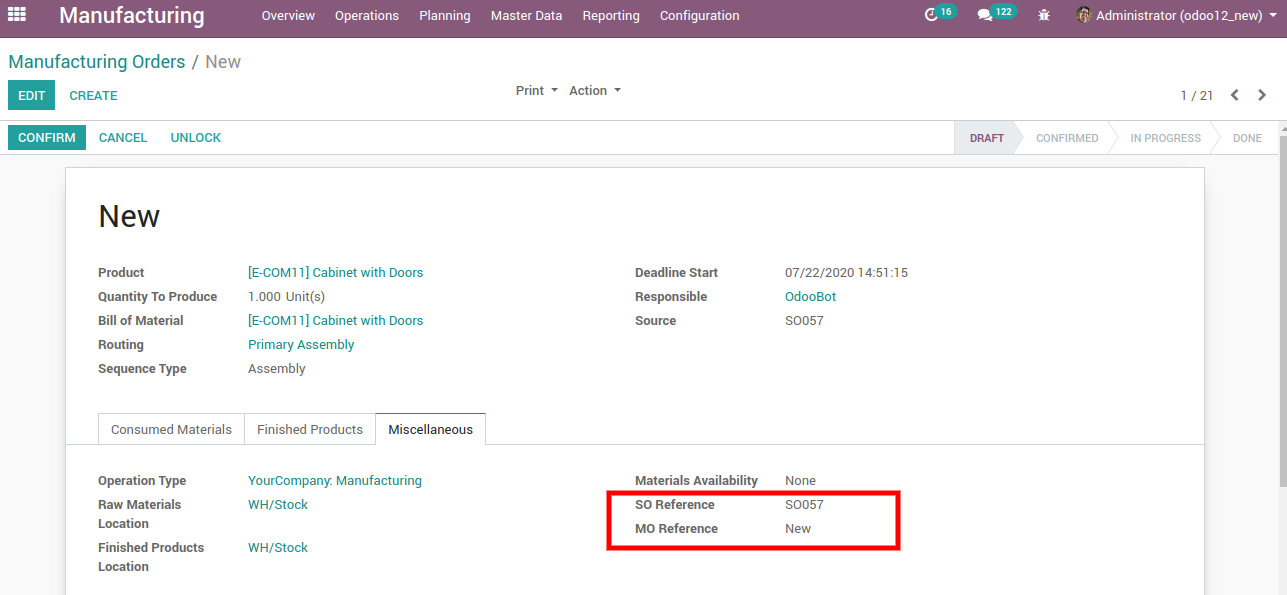 Manufacturing Overview Operations Planning Master Data Reporting Configuration 16 122 Administrator (odoo12_new)
Manufacturing Orders / New
EDIT CREATE Print Action 1 / 21
CONFIRM CANCEL UNLOCK DRAFT CONFIRMED IN PROGRESS DONE
New
Product [E-COM11] Cabinet with Doors Deadline Start 07/22/2020 14:51:15
Quantity To Produce 1.000 Unit(s) Responsible OdooBot
Bill of Material [E-COM11] Cabinet with Doors Source SO057
Routing Primary Assembly
Sequence Type Assembly
Consumed Materials Finished Products Miscellaneous
Operation Type YourCompany: Manufacturing Materials Availability None
Raw Materials WH/Stock SO Reference SO057
Location MO Reference New
Finished Products WH/Stock
Location